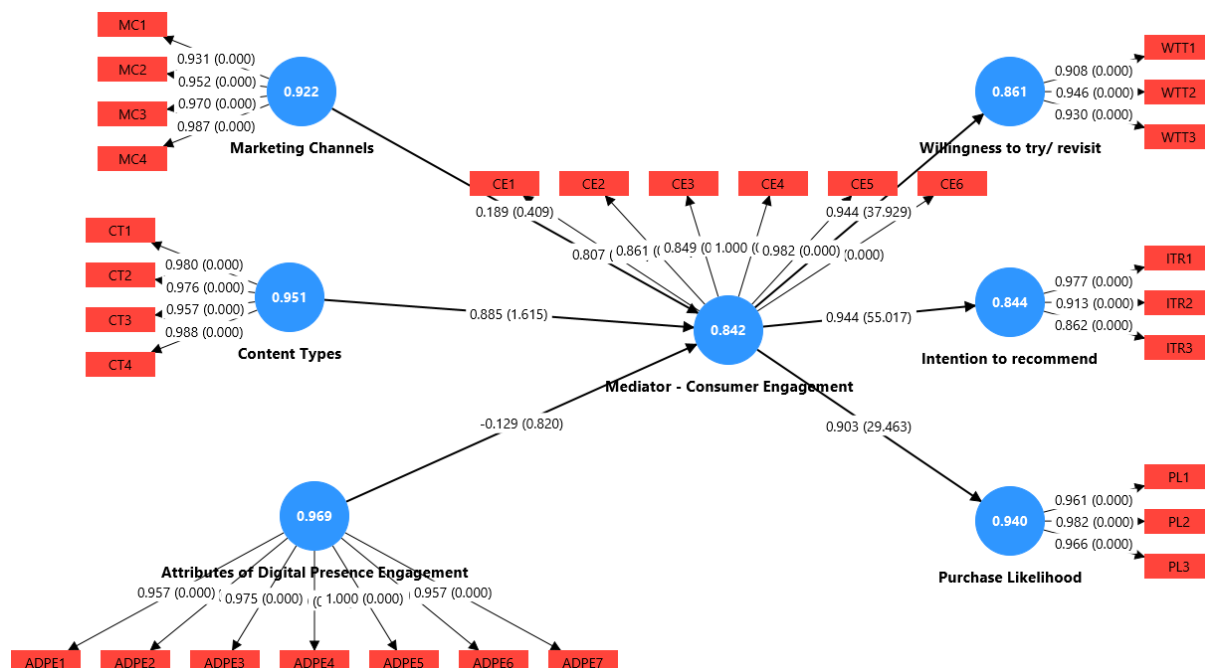 MC1
MC2
MC3
MC4
0.931 (0.000)
0.952 (0.000)
0.970 (0.000)
0.987 (0.000)
0.922
Marketing Channels
WTT1
WTT2
WTT3
0.908 (0.000)
0.946 (0.000)
0.930 (0.000)
0.861
Willingness to try/ revisit
CE1
CE2
CE3
CE4
CE5
CE6
0.189 (0.409)
0.944 (37.929)
0.807
0.861
0.849
1.000
0.982 (0.000)
(0.000)
CT1
CT2
CT3
CT4
0.980 (0.000)
0.976 (0.000)
0.957 (0.000)
0.988 (0.000)
0.951
Content Types
0.885 (1.615)
0.842
Mediator - Consumer Engagement
0.944 (55.017)
ITR1
ITR2
ITR3
0.977 (0.000)
0.913 (0.000)
0.862 (0.000)
0.844
Intention to recommend
-0.129 (0.820)
0.903 (29.463)
PL1
PL2
PL3
0.961 (0.000)
0.982 (0.000)
0.966 (0.000)
0.940
Purchase Likelihood
0.969
Attributes of Digital Presence Engagement
0.957 (0.000)
0.975 (0.000)
1.000 (0.000)
0.957 (0.000)
ADPE1
ADPE2
ADPE3
ADPE4
ADPE5
ADPE6
ADPE7